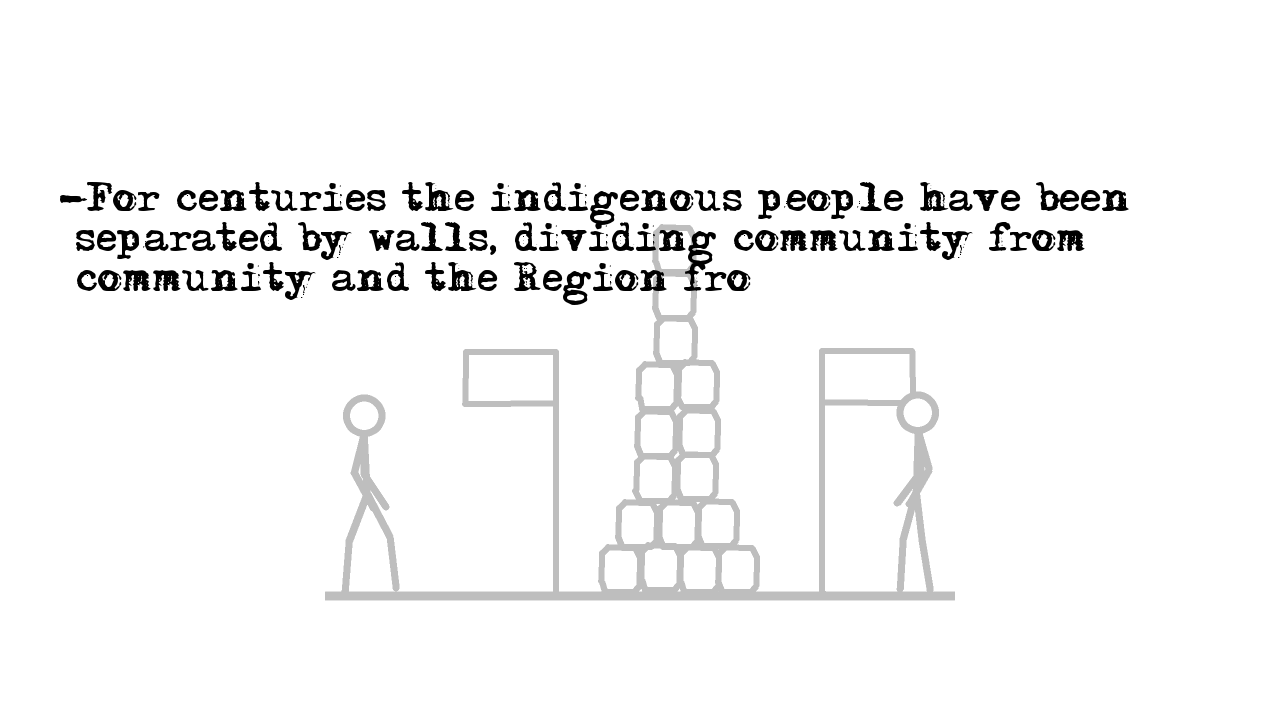 -For centuries the indigenous people have been
separated by walls, dividing community from
community and the Region fro